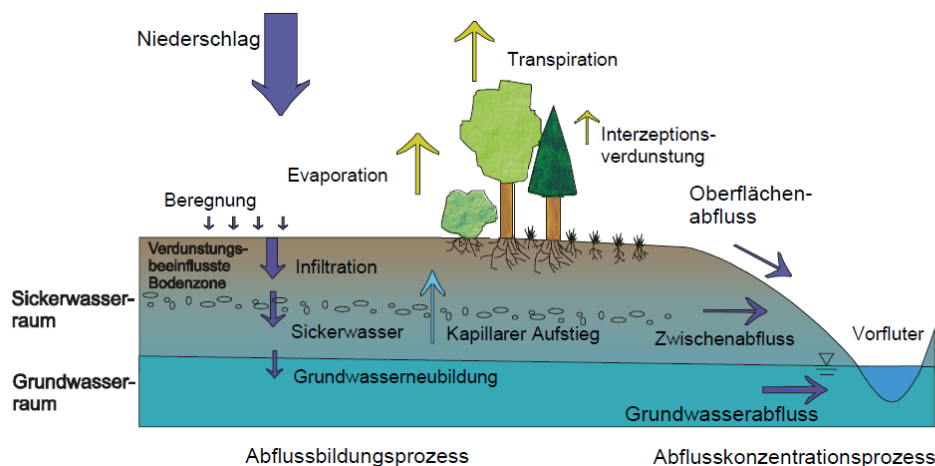 Niederschlag
Transpiration
Interzeptions-
verdunstung
Evaporation
Beregnung
Oberflächen-
abfluss
Verdunstungs-
beeinflusste
Bodenzone
Infiltration
Sickerwasser-
raum
Sickerwasser
Kapillarer Aufstieg
Zwischenabfluss
Vorfluter
Grundwasser-
raum
Grundwasserneubildung
Grundwasserabfluss
Abflussbildungsprozess
Abflusskonzentrationsprozess